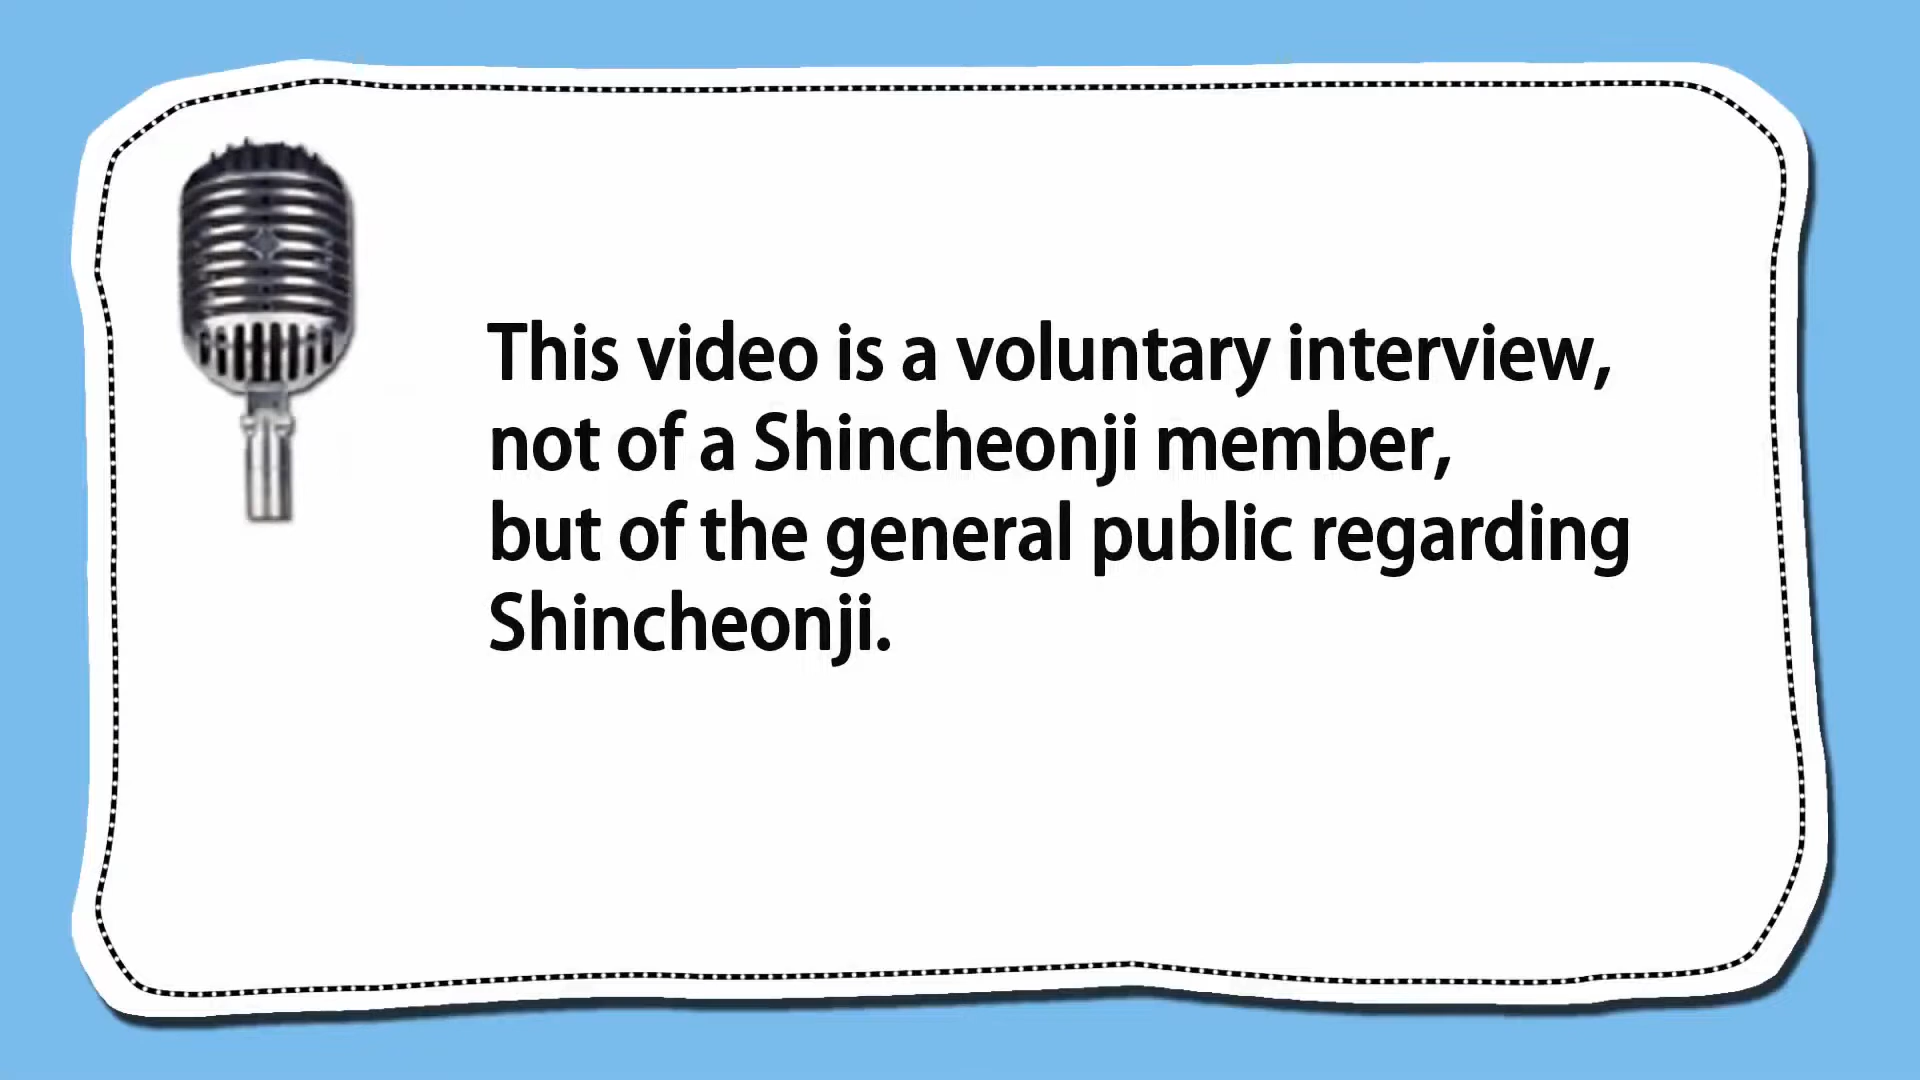 This video is a voluntary interview,
not of a Shincheonji member,
but of the general public regarding
Shincheonji.